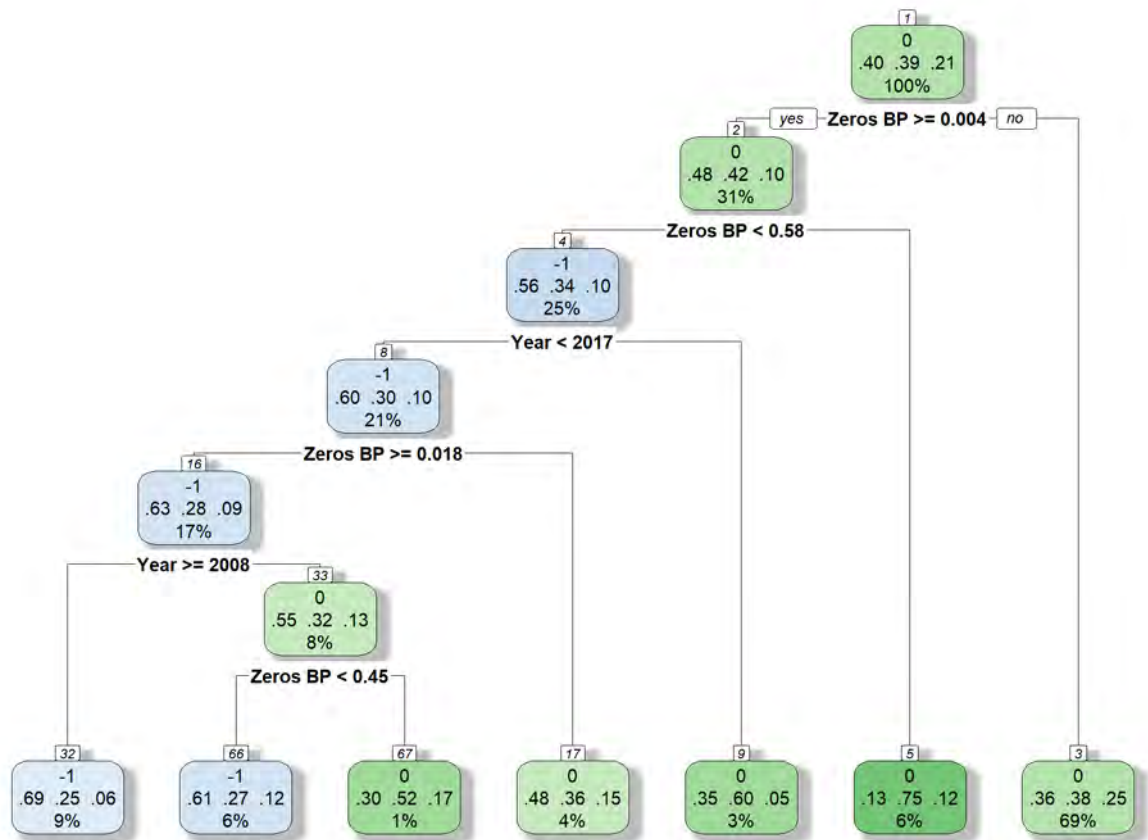 1
0
.40 .39 .21
100%
yes Zeros BP >= 0.004 no
2
0
.48 .42 .10
31%
Zeros BP < 0.58
4
-1
.56 .34 .10
25%
Year < 2017
8
-1
.60 .30 .10
21%
Zeros BP >= 0.018
16
-1
.63 .28 .09
17%
Year >= 2008
33
0
.55 .32 .13
8%
Zeros BP < 0.45
32 66 67 17 9 5 3
-1 -1 0 0 0 0 0
.69 .25 .06 .61 .27 .12 .30 .52 .17 .48 .36 .15 .35 .60 .05 .13 .75 .12 .36 .38 .25
9% 6% 1% 4% 3% 6% 69%